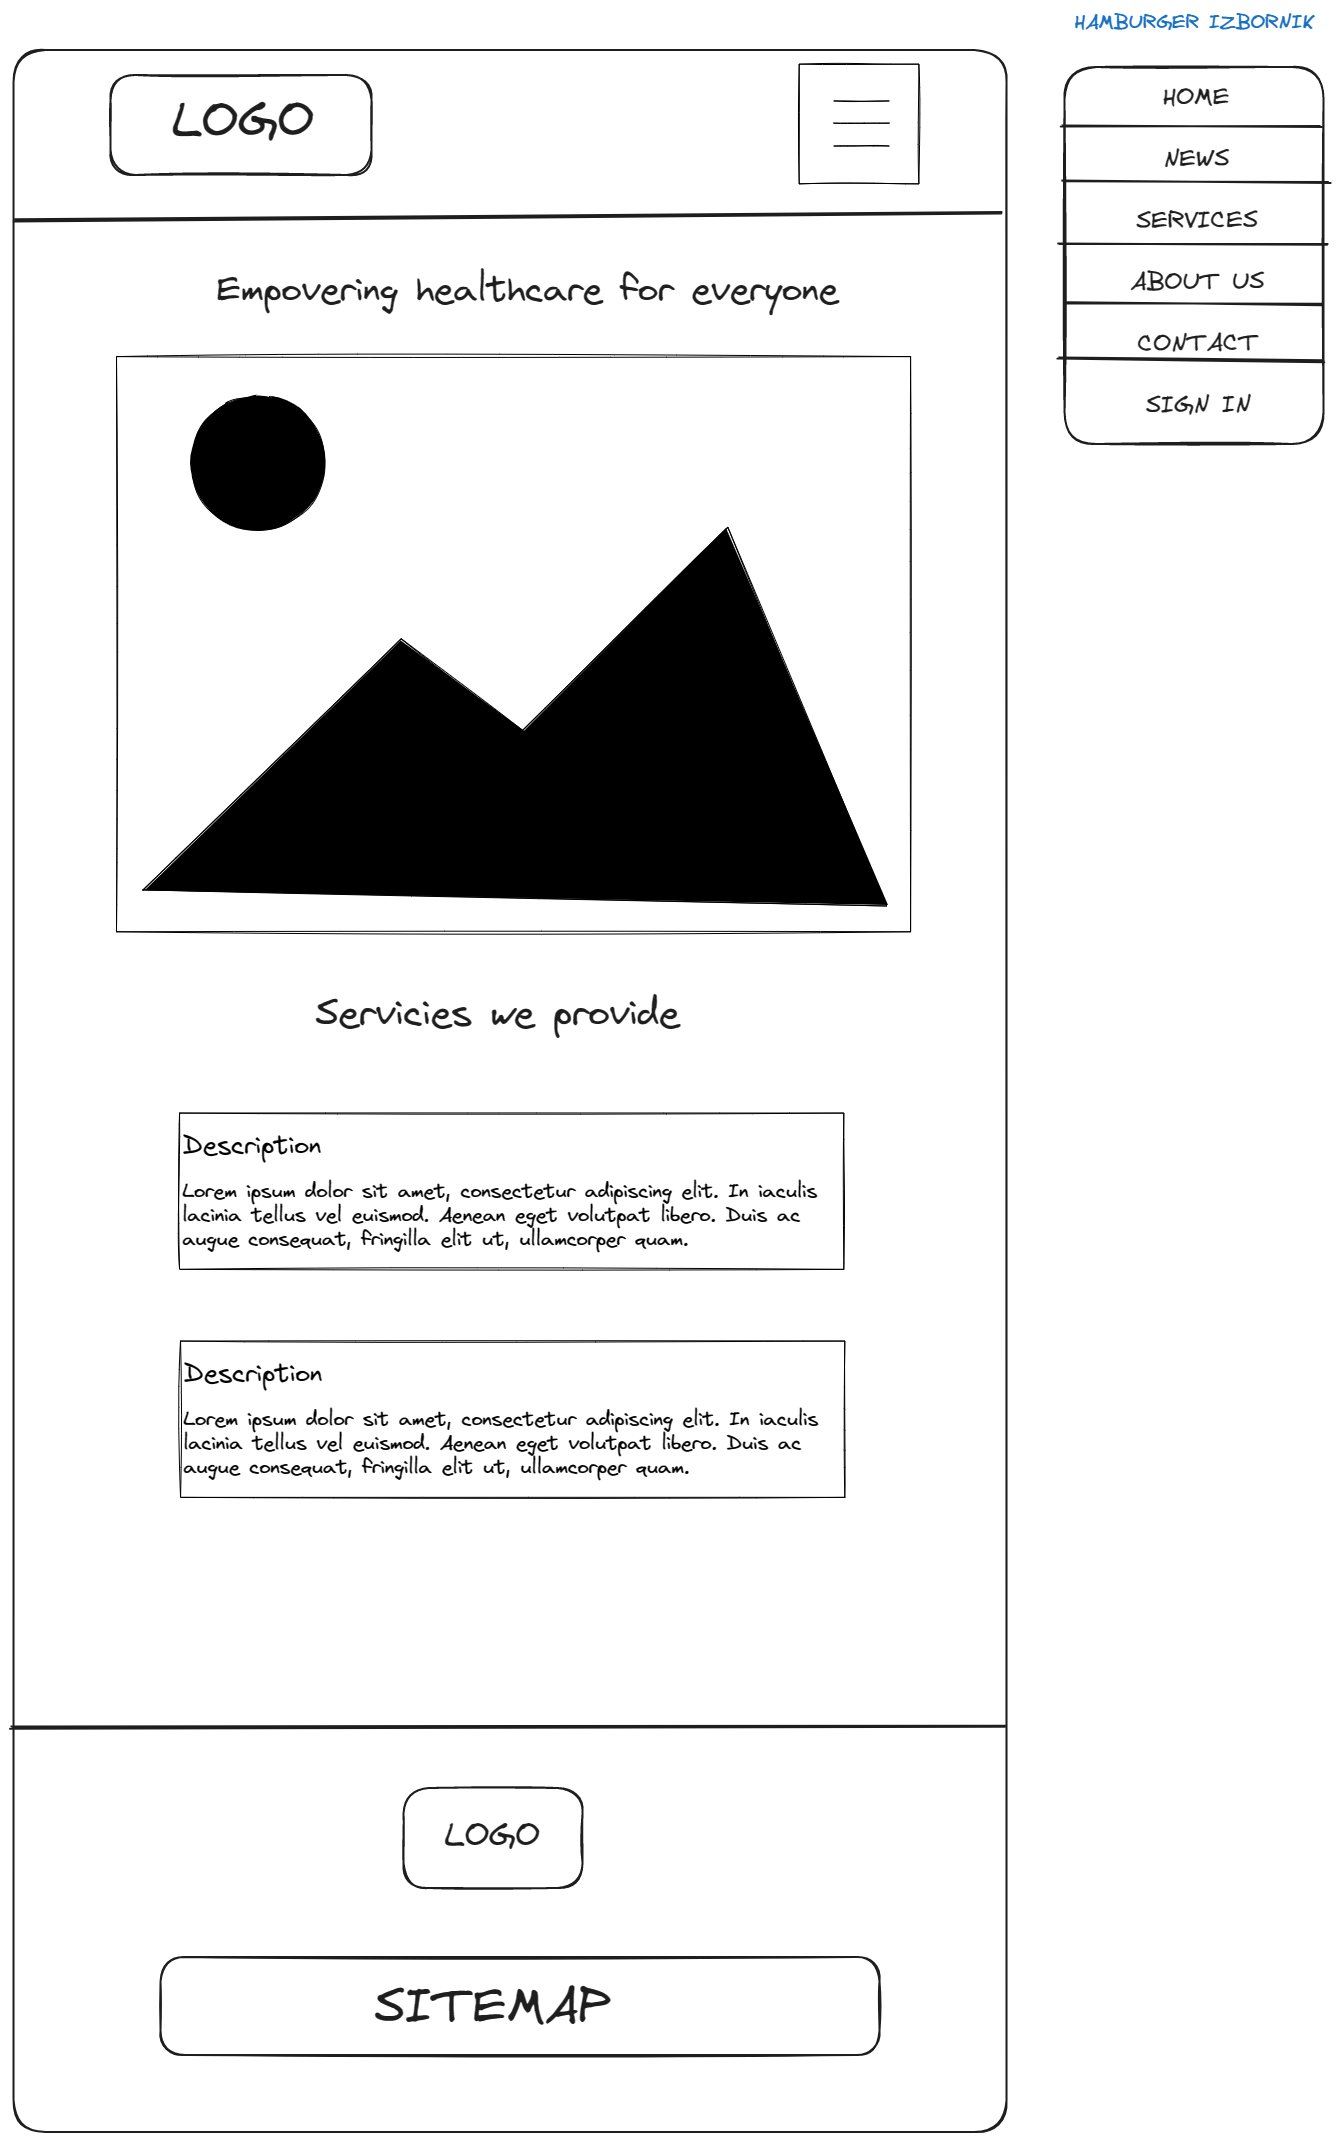 HAMBURGER IZBORNIK
LOGO
HOME
NEWS
SERVICES
ABOUT US
CONTACT
SIGN IN
Empovering healthcare for everyone
Servicies we provide
Description
Lorem ipsum dolor sit amet, consectetur adipiscing elit. In iaculis
lacinia tellus vel euismod. Aenean eget volutpat libero. Duis ac
augue consequat, fringilla elit ut, ullamcorper quam.
Description
Lorem ipsum dolor sit amet, consectetur adipiscing elit. In iaculis
lacinia tellus vel euismod. Aenean eget volutpat libero. Duis ac
augue consequat, fringilla elit ut, ullamcorper quam.
LOGO
SITEMAP